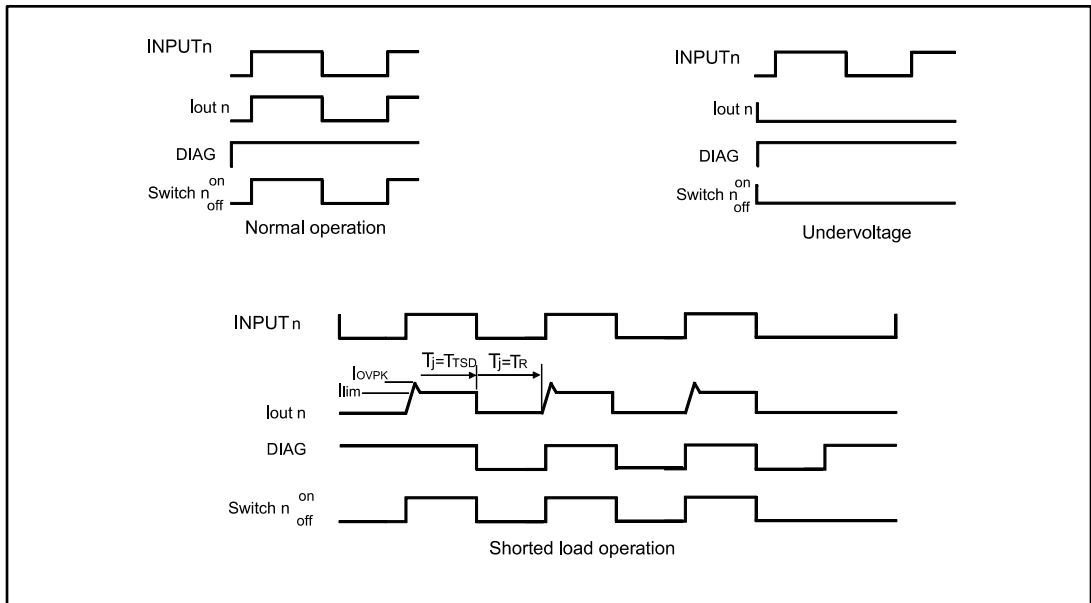 INPUTn
Iout n
DIAG
Switch n on off
Normal operation
INPUTn
Iout n
DIAG
Switch n on off
Undervoltage
INPUTn
Tj=TTSD
Tj=TR
IOVPK
Ilim
Iout n
DIAG
Switch n on off
Shorted load operation